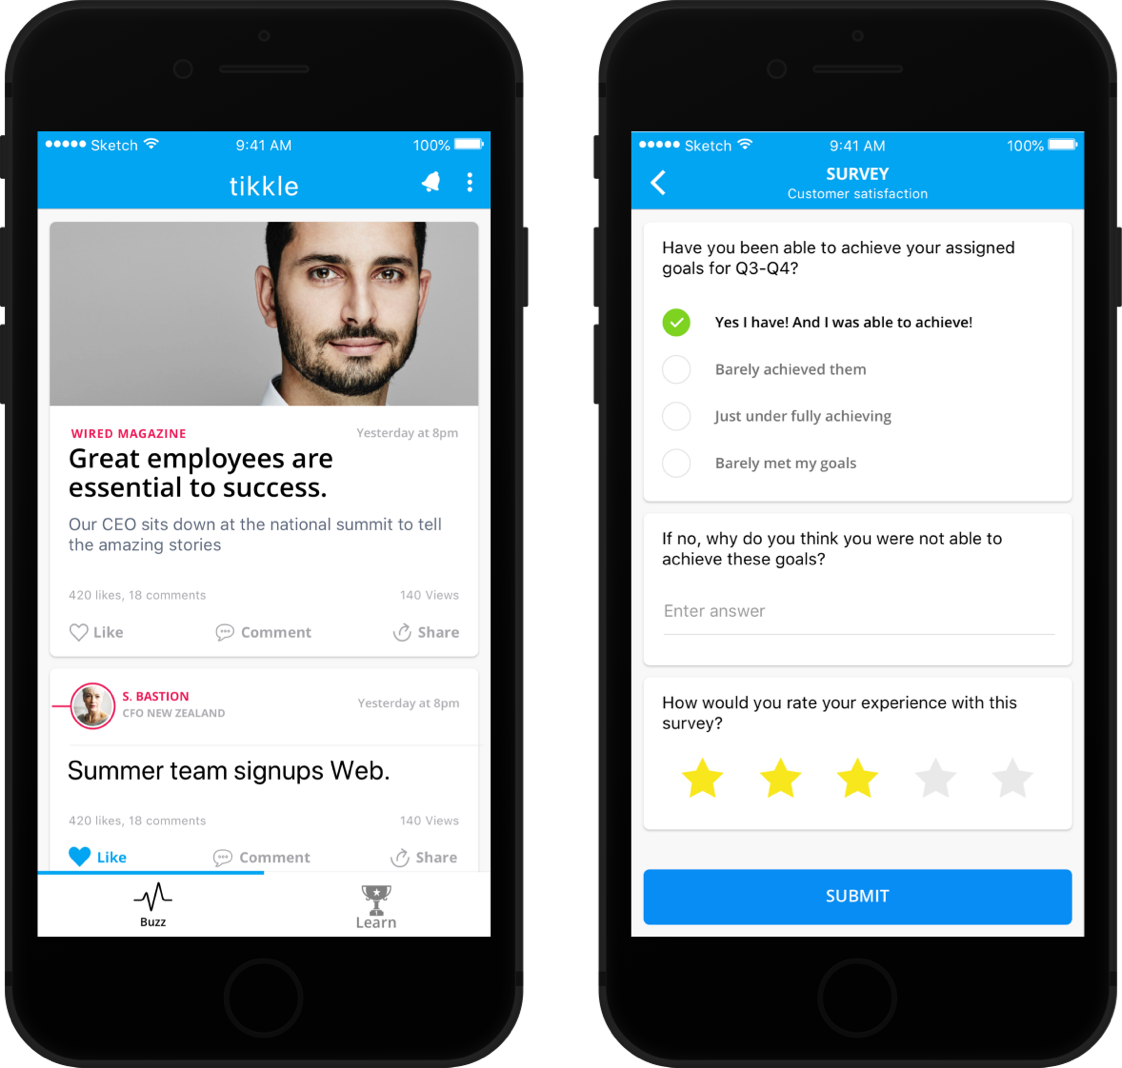 Sketch
9:41 AM
100%
tikkle
WIRED MAGAZINE
Yesterday at 8pm
Great employees are
essential to success.
Our CEO sits down at the national summit to tell
the amazing stories
420 likes, 18 comments
140 Views
Like
Comment
Share
S. BASTION
CFO NEW ZEALAND
Yesterday at 8pm
Summer team signups Web.
420 likes, 18 comments
140 Views
Like
Comment
Share
Buzz
Learn
Sketch
9:41 AM
100%
SURVEY
Customer satisfaction
Have you been able to achieve your assigned
goals for Q3-Q4?
Yes I have! And I was able to achieve!
Barely achieved them
Just under fully achieving
Barely met my goals
If no, why do you think you were not able to
achieve these goals?
Enter answer
How would you rate your experience with this
survey?
SUBMIT